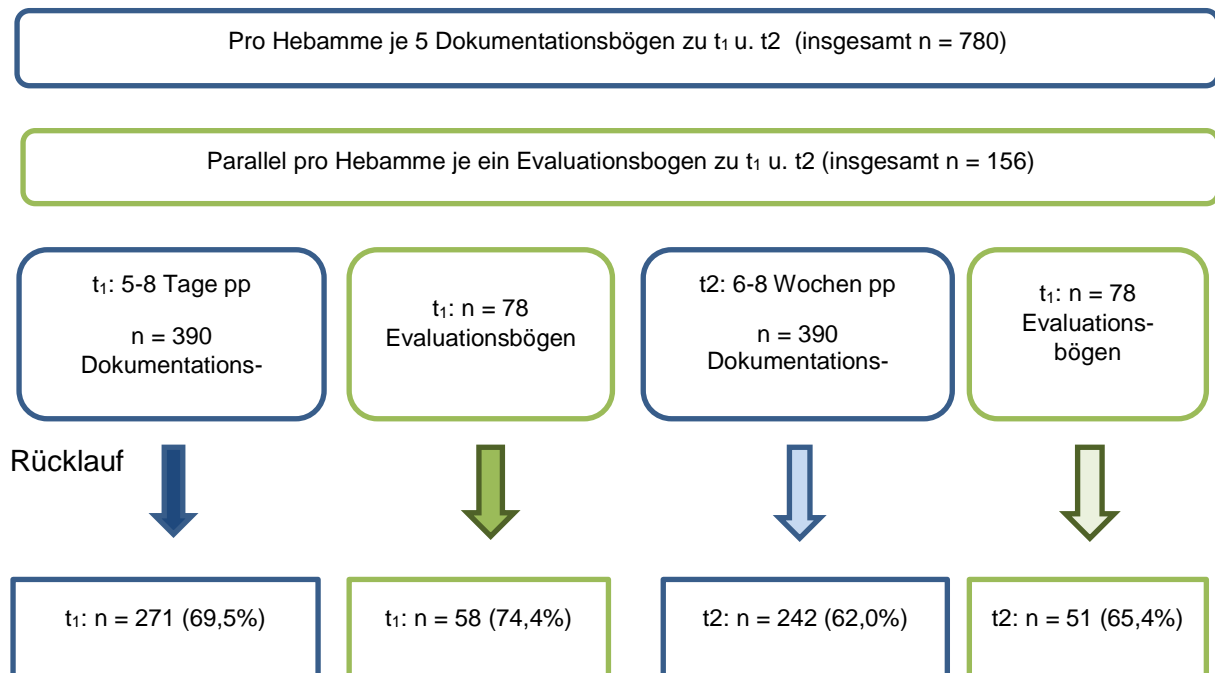 Pro Hebamme je 5 Dokumentationsbögen zu t₁ u. t2 (insgesamt n = 780)
Parallel pro Hebamme je ein Evaluationsbogen zu t₁ u. t2 (insgesamt n = 156)
t₁: 5-8 Tage pp
n = 390
Dokumentations-
t₁: n = 78
Evaluationsbögen
t2: 6-8 Wochen pp
n = 390
Dokumentations-
t₁: n = 78
Evaluations-
bögen
Rücklauf
t₁: n = 271 (69,5%)
t₁: n = 58 (74,4%)
t2: n = 242 (62,0%)
t2: n = 51 (65,4%)